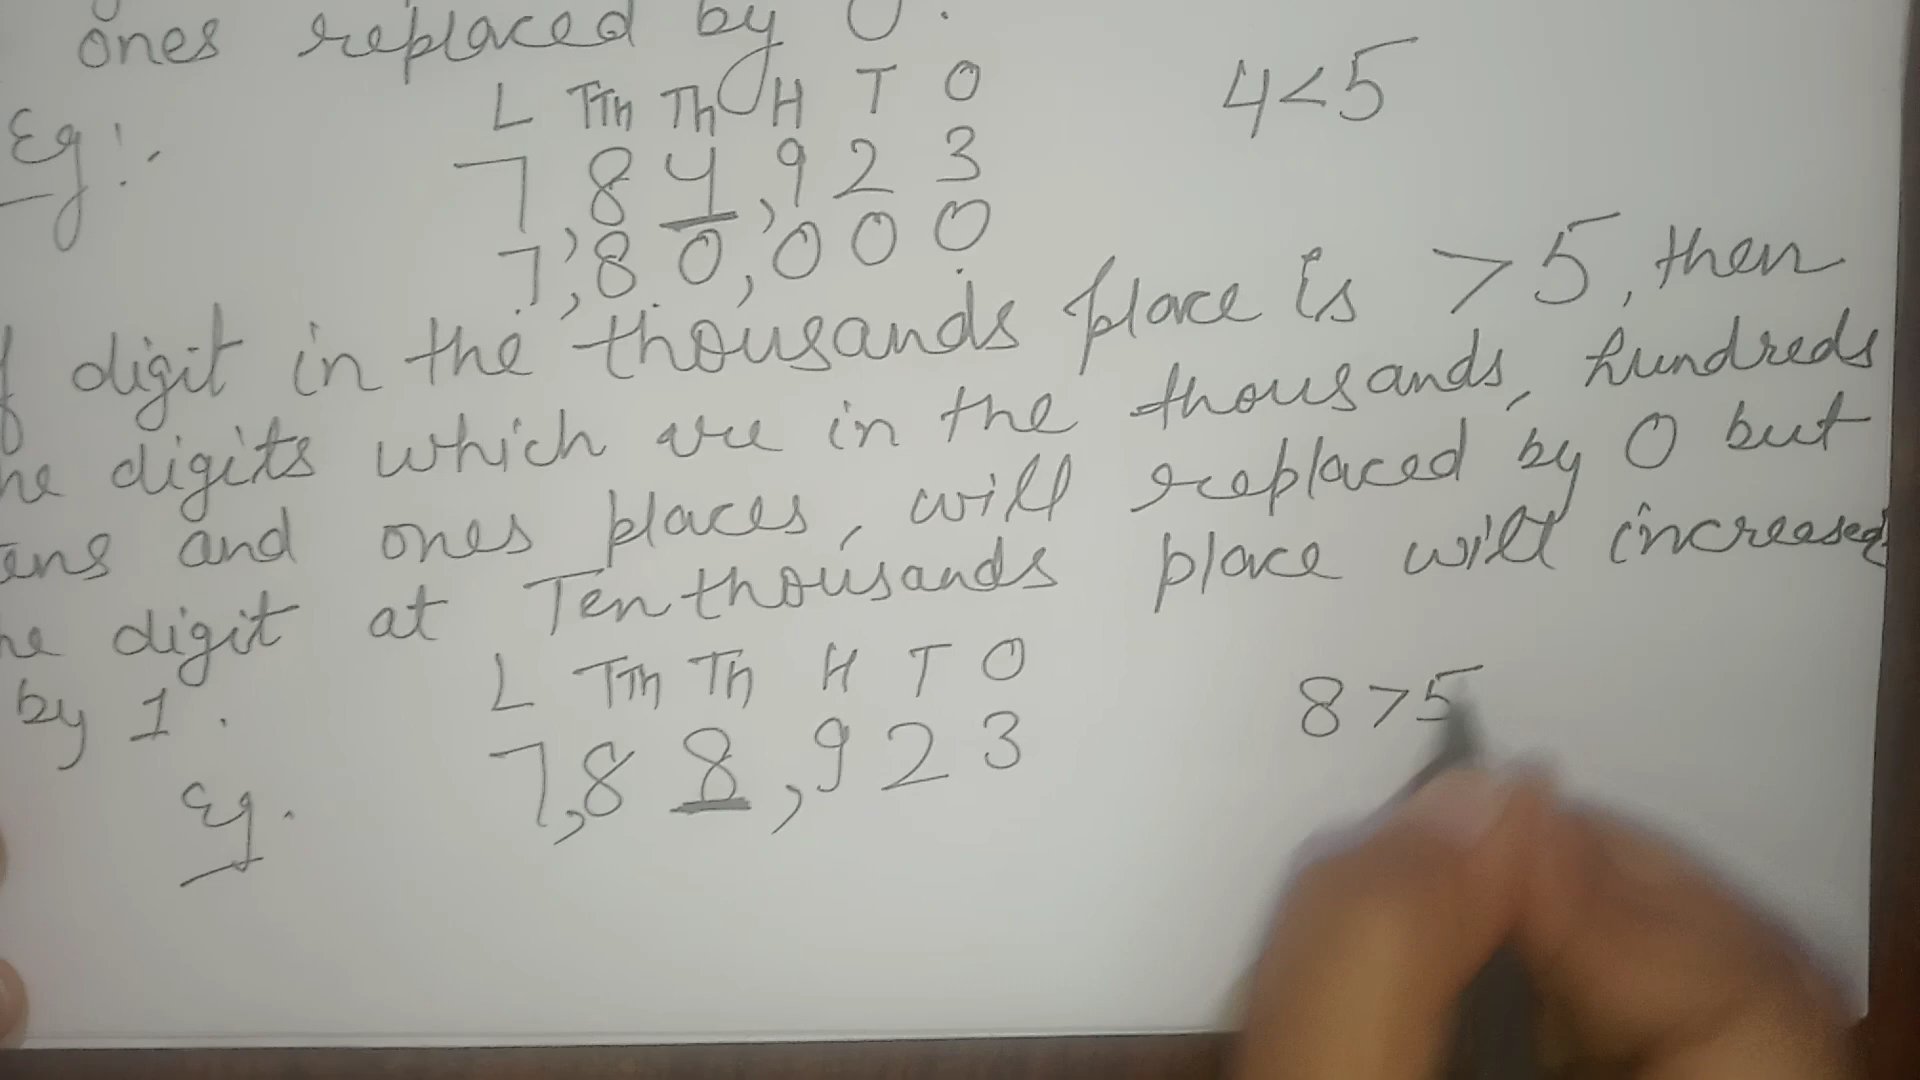 ones replaced by 0.
4<5
L TTh Th H T O
Eg:-
7,84,923
7,80,000
digit in the thousands place is >5, then
digits which are in the thousands, hundreds
and ones places, will replaced by 0 but
digit at Ten thousands place will increased
by 1.
L TTh Th H T O
8>5
Eg.
7,88,923